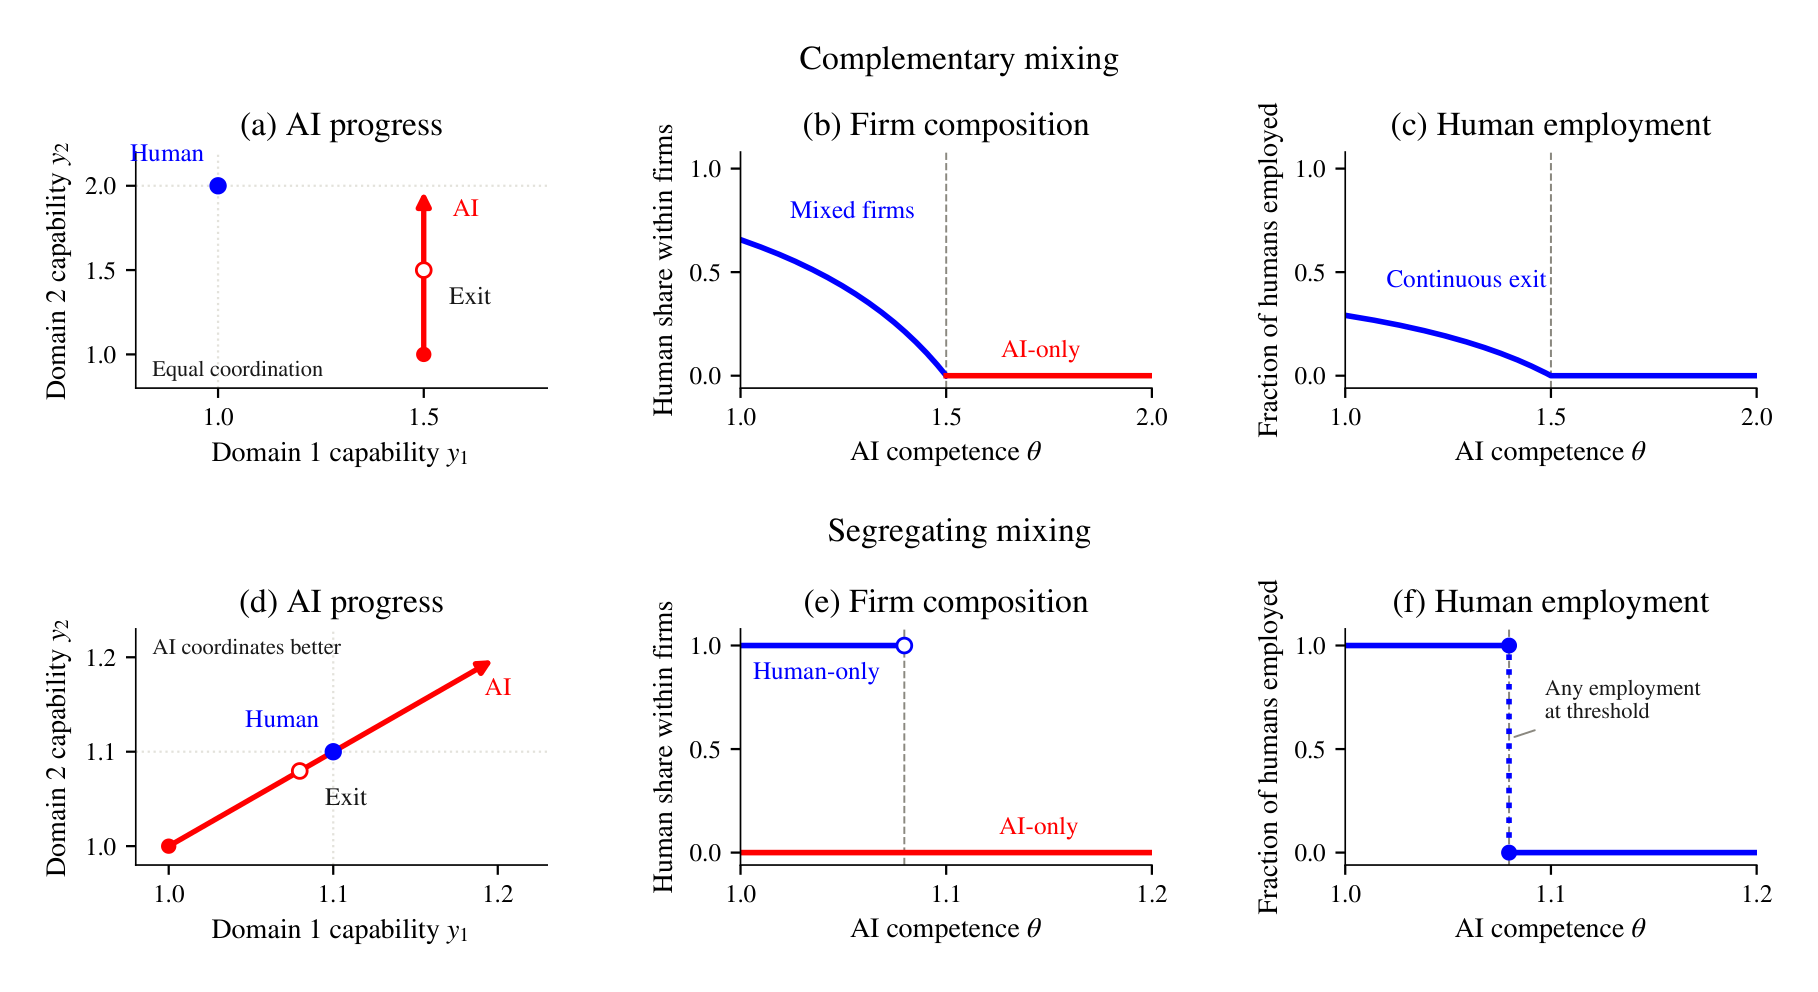 Complementary mixing
(a) AI progress
Human
AI
Exit
Equal coordination
2.0
1.5
1.0
1.0
1.5
Domain 1 capability y1
Domain 2 capability y2
(b) Firm composition
Mixed firms
AI-only
1.0
0.5
0.0
1.0
1.5
2.0
AI competence θ
Human share within firms
(c) Human employment
Continuous exit
1.0
0.5
0.0
1.0
1.5
2.0
AI competence θ
Fraction of humans employed
Segregating mixing
(d) AI progress
AI coordinates better
AI
Human
Exit
1.2
1.1
1.0
1.0
1.1
1.2
Domain 1 capability y1
Domain 2 capability y2
(e) Firm composition
Human-only
AI-only
1.0
0.5
0.0
1.0
1.1
1.2
AI competence θ
Human share within firms
(f) Human employment
Any employment
at threshold
1.0
0.5
0.0
1.0
1.1
1.2
AI competence θ
Fraction of humans employed